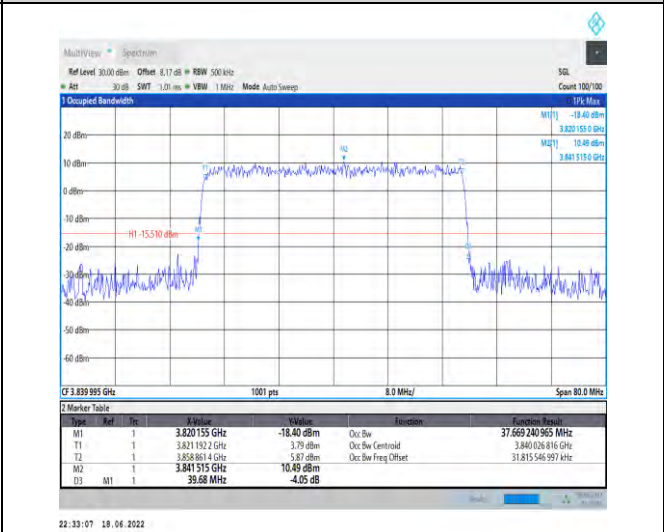 MultiView Spectrum
Ref Level 30.00 dBm Offset 8.17 dB RBW 500 kHz SGL
Att 30 dB SWT 1.01 ms VBW 1 MHz Mode Auto Sweep Count 100/100
1 Occupied Bandwidth 1Pk Max
M1[1] -18.40 dBm
3.820 155 0 GHz
M2[1] 10.49 dBm
3.841 515 0 GHz
20 dBm
M2
10 dBm
T1
0 dBm
-10 dBm
M1
H1 -15.510 dBm
-20 dBm
-30 dBm
-40 dBm
-50 dBm
-60 dBm
CF 3.839 995 GHz 1001 pts 8.0 MHz/ Span 80.0 MHz
2 Marker Table
Type Ref Trc X-Value Y-Value Function Function Result
M1 1 3.820155 GHz -18.40 dBm Occ Bw 37.669 240 965 MHz
T1 1 3.821 192 2 GHz 3.79 dBm Occ Bw Centroid 3.840 026 816 GHz
T2 1 3.858 861 4 GHz 5.87 dBm Occ Bw Freq Offset 31.815 546 997 kHz
M2 1 3.841 515 GHz 10.49 dBm
D3 M1 1 39.68 MHz -4.05 dB
22:33:07 18.06.2022